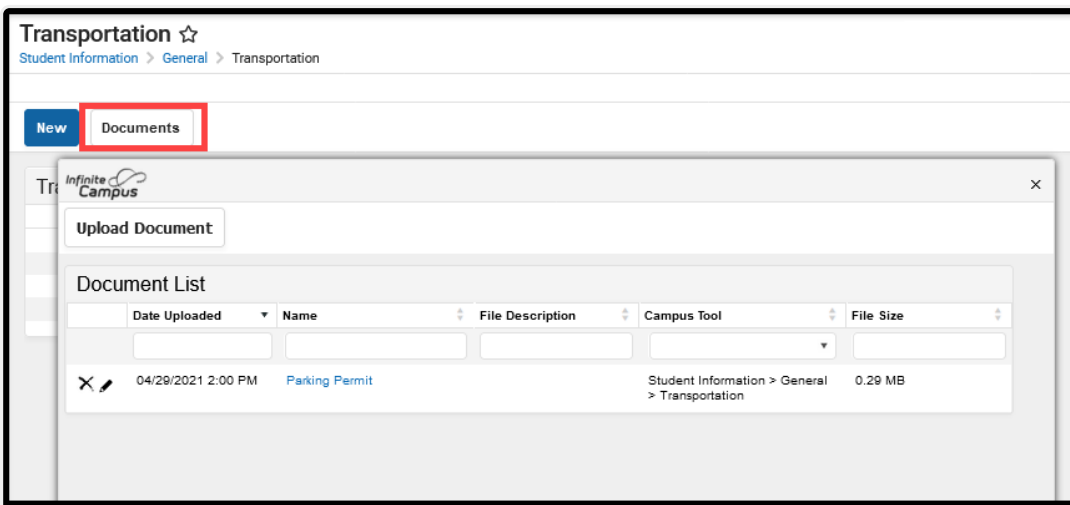 Transportation
Student Information > General > Transportation
New Documents
Tra
Infinite
Campus
×
Upload Document
Document List
Date Uploaded Name File Description Campus Tool File Size
04/29/2021 2:00 PM Parking Permit Student Information > General 0.29 MB
> Transportation